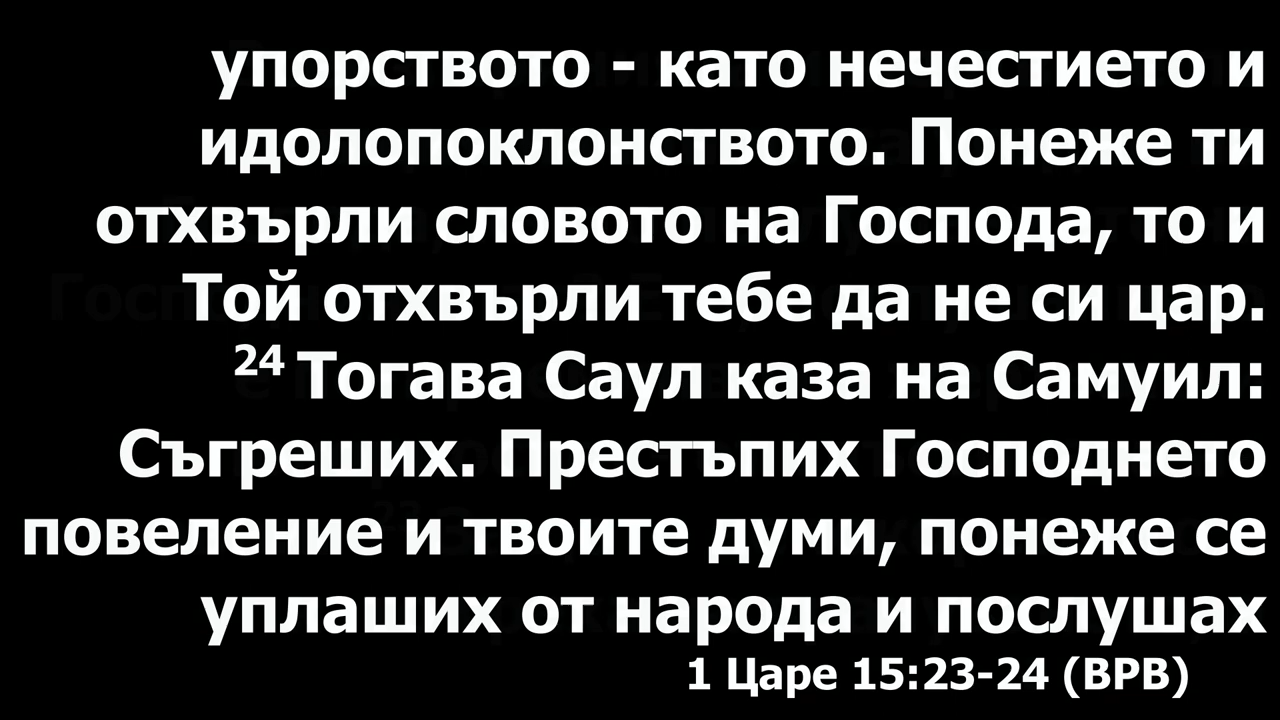 упорството - като нечестието и
идолопоклонството. Понеже ти
отхвърли словото на Господа, то и
Той отхвърли тебе да не си цар.
24 Тогава Саул каза на Самуил:
Съгреших. Престъпих Господнето
повеление и твоите думи, понеже се
уплаших от народа и послушах
1 Царе 15:23-24 (ВРВ)